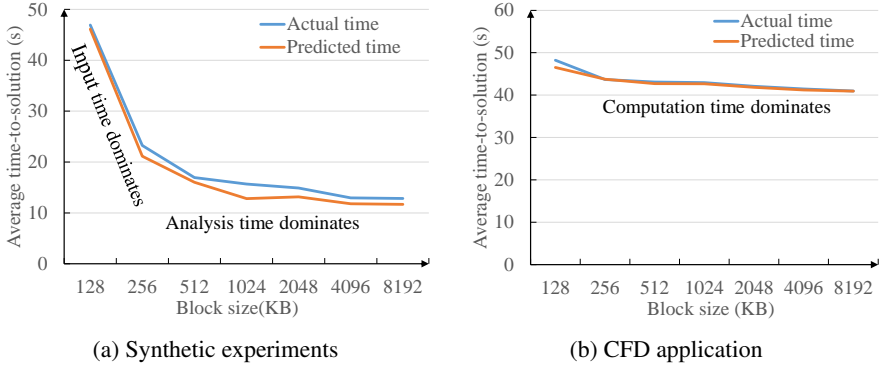 50
40
30
20
10
0
Average time-to-solution (s)
Actual time
Predicted time
Input time dominates
Analysis time dominates
128 256 512 1024 2048 4096 8192
Block size(KB)
(a) Synthetic experiments
60
50
40
30
20
10
0
Average time-to-solution (s)
Actual time
Predicted time
Computation time dominates
128 256 512 1024 2048 4096 8192
Block size (KB)
(b) CFD application